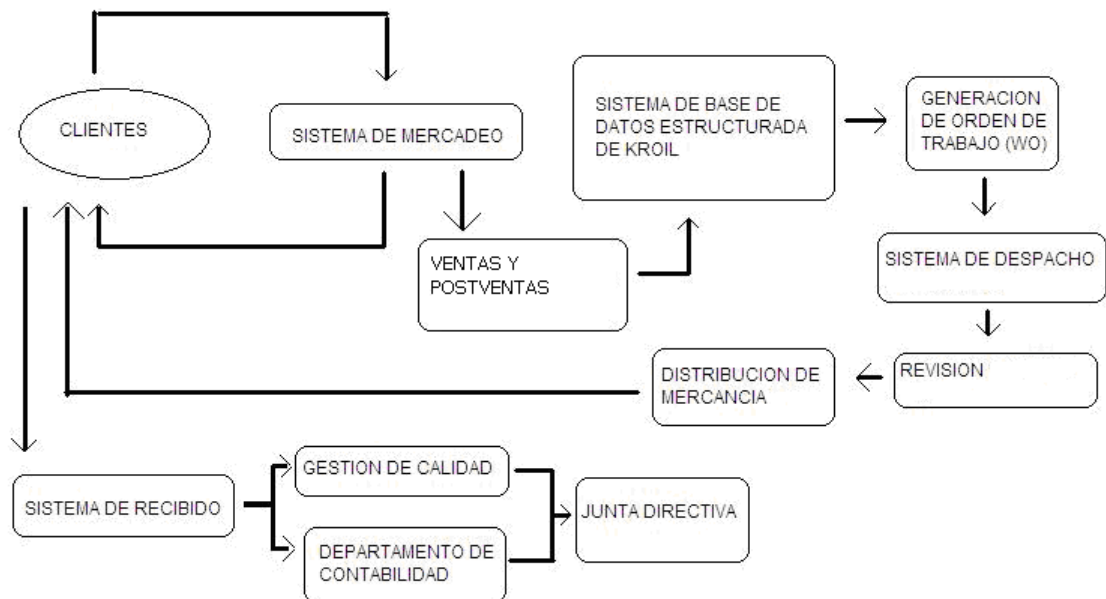 CLIENTES
SISTEMA DE MERCADEO
SISTEMA DE BASE DE
DATOS ESTRUCTURADA
DE KROIL
GENERACION
DE ORDEN DE
TRABAJO (WO)
VENTAS Y
POSTVENTAS
SISTEMA DE DESPACHO
DISTRIBUCION DE
MERCANCIA
REVISION
SISTEMA DE RECIBIDO
GESTION DE CALIDAD
JUNTA DIRECTIVA
DEPARTAMENTO DE
CONTABILIDAD